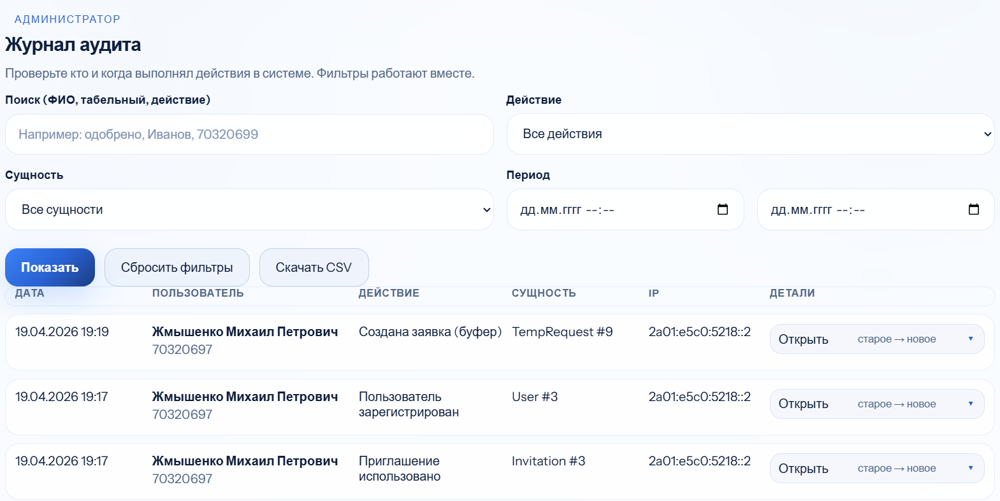 АДМИНИСТРАТОР
Журнал аудита
Проверьте кто и когда выполнял действия в системе. Фильтры работают вместе.
Поиск (ФИО, табельный, действие)
Например: одобрено, Иванов, 70320699
Действие
Все действия
Сущность
Все сущности
Период
дд.мм.гггг --:--
дд.мм.гггг --:--
Показать
Сбросить фильтры
Скачать CSV
ДАТА ПОЛЬЗОВАТЕЛЬ ДЕЙСТВИЕ СУЩНОСТЬ IP ДЕТАЛИ
19.04.2026 19:19 Жмышенко Михаил Петрович Создана заявка (буфер) TempRequest #9 2a01:e5c0:5218::2 Открыть старое → новое
70320697
19.04.2026 19:17 Жмышенко Михаил Петрович Пользователь User #3 2a01:e5c0:5218::2 Открыть старое → новое
70320697 зарегистрирован
19.04.2026 19:17 Жмышенко Михаил Петрович Приглашение Invitation #3 2a01:e5c0:5218::2 Открыть старое → новое
70320697 использовано